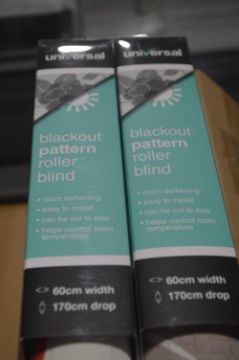 universal
blackout
pattern
roller
blind
• room darkening
• easy to install
• can be cut to size
• helps control room
temperature
<> 60cm width
170cm drop
universal
blackout
pattern
roller
blind
• room darkening
• easy to install
• can be cut to size
• helps control room
temperature
<> 60cm width
170cm drop